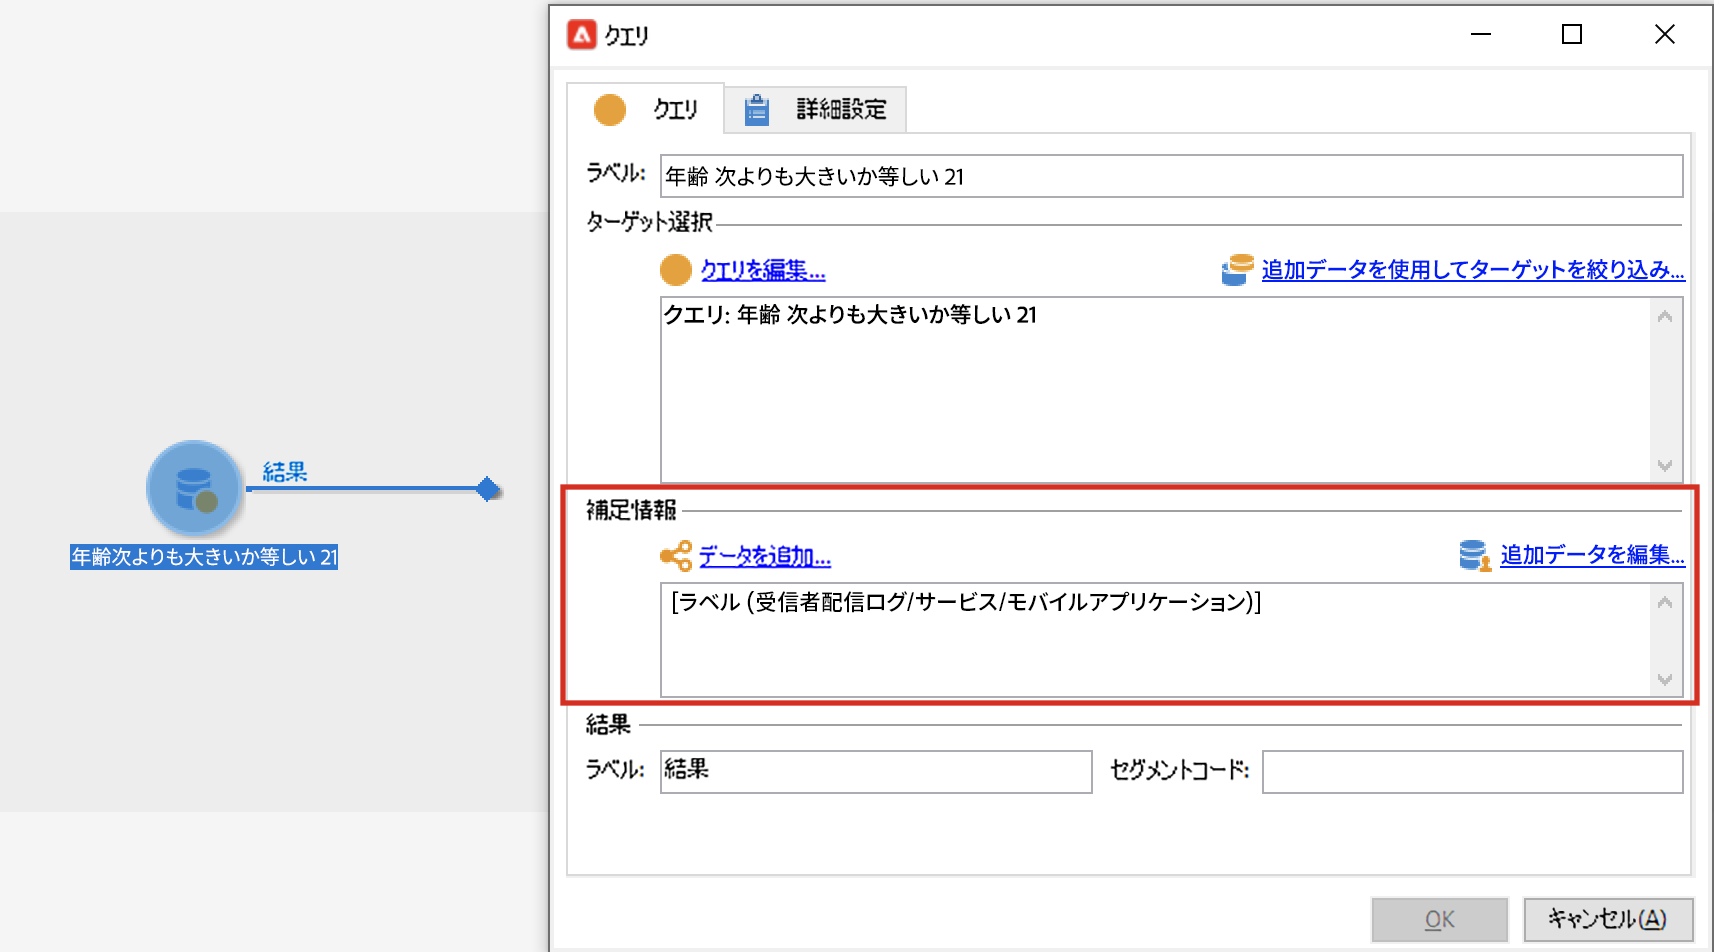 クエリ
クエリ
詳細設定
ラベル: 年齢 次よりも大きいか等しい 21
ターゲット選択
クエリを編集...
追加データを使用してターゲットを絞り込み...
クエリ: 年齢 次よりも大きいか等しい 21
結果
年齢次よりも大きいか等しい 21
補足情報
データを追加...
追加データを編集...
[ラベル (受信者配信ログ/サービス/モバイルアプリケーション)]
結果
ラベル: 結果
セグメントコード:
OK
キャンセル(A)